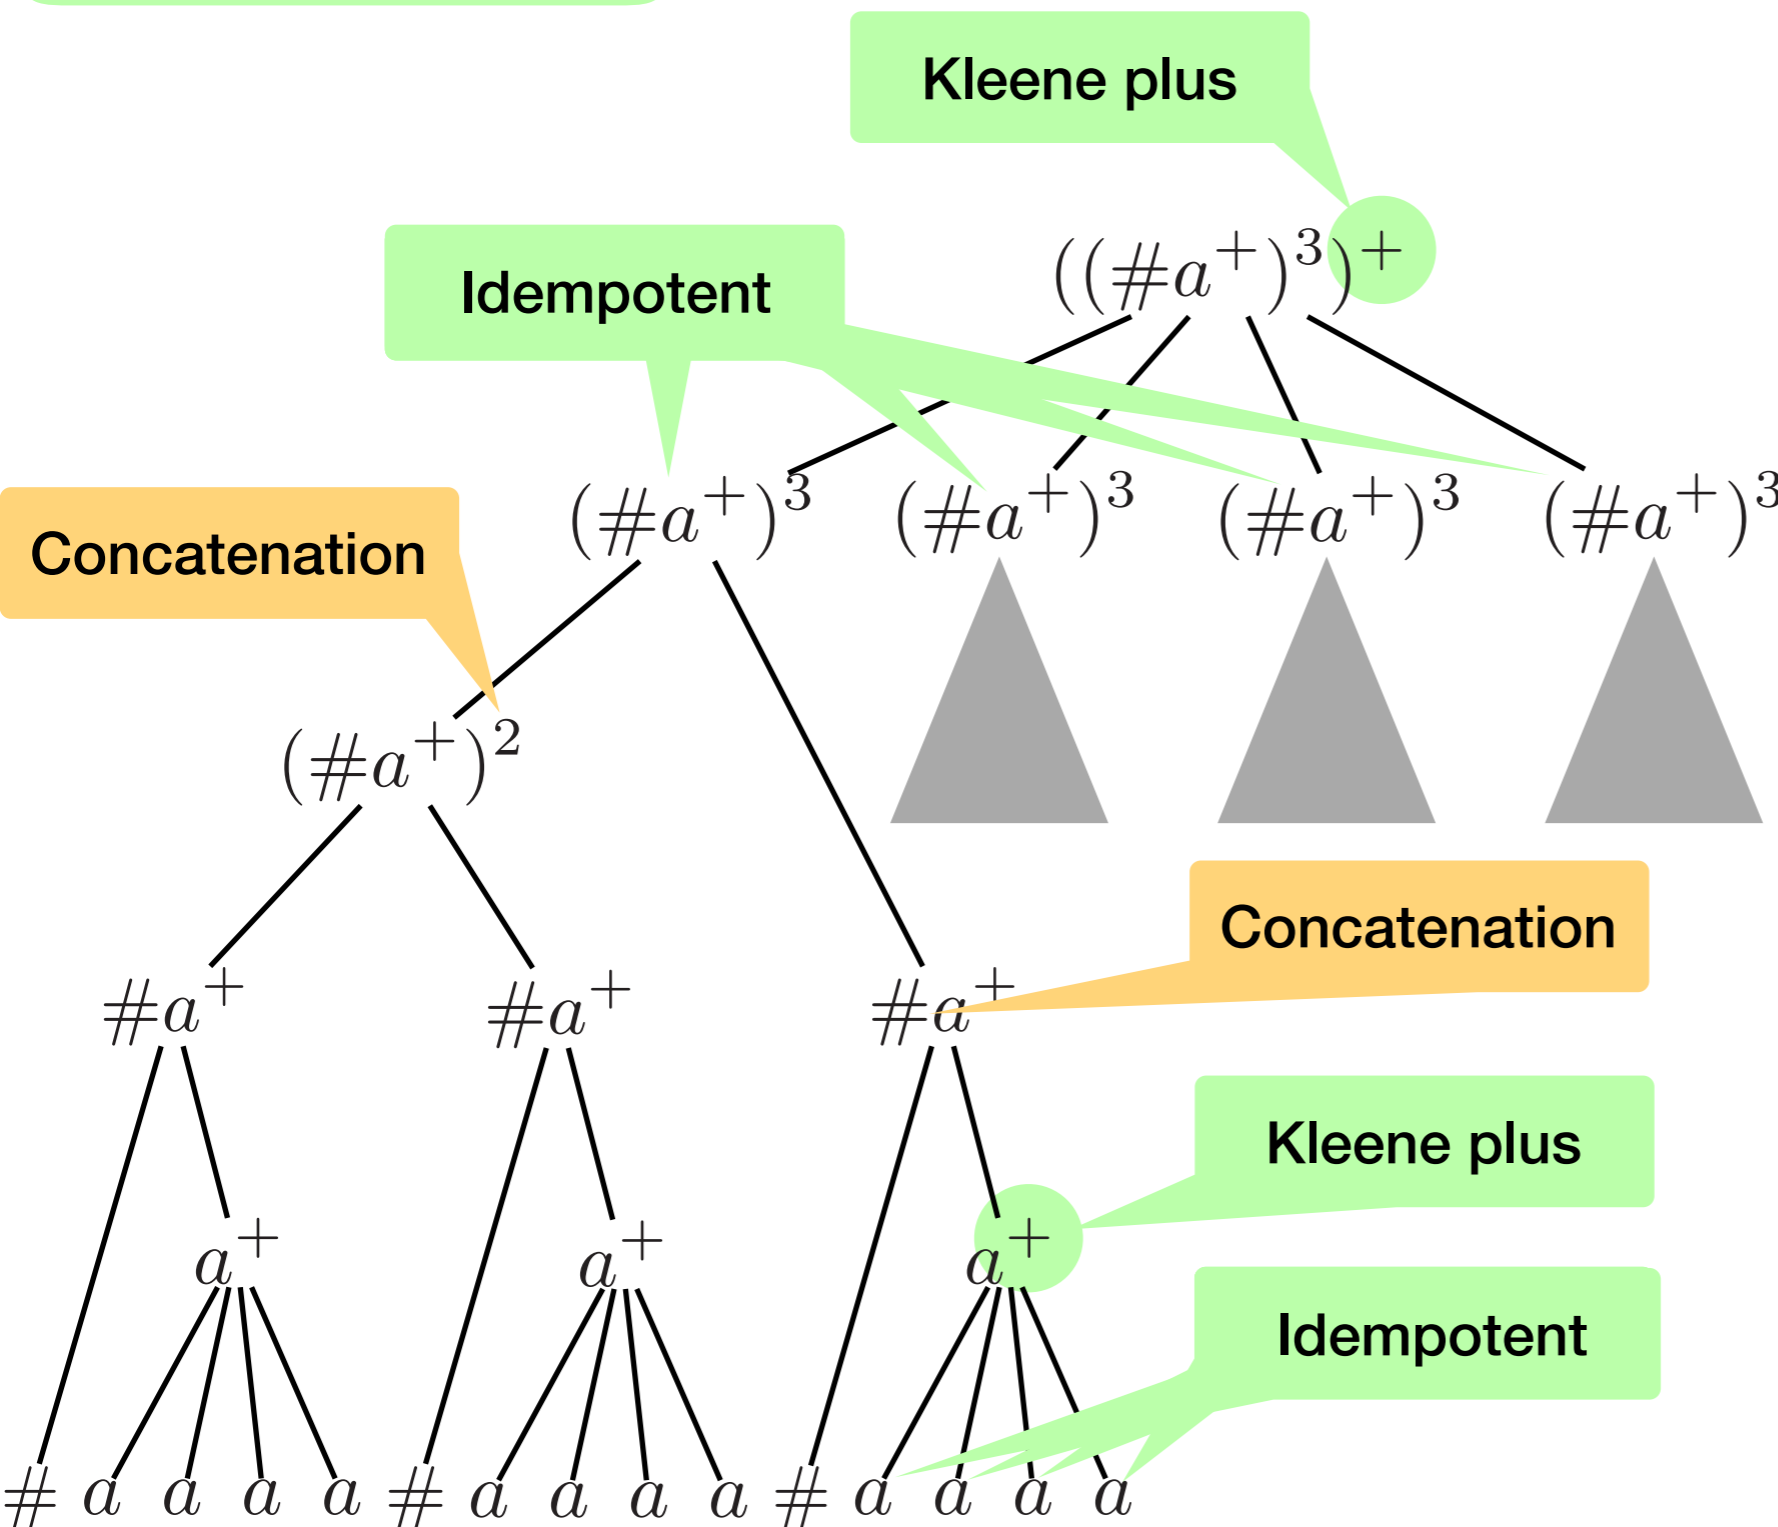 Kleene plus
((#a⁺)³)⁺
Idempotent
(#a⁺)³ (#a⁺)³ (#a⁺)³ (#a⁺)³
Concatenation
(#a⁺)²
Concatenation
#a⁺ #a⁺ #a⁺
Kleene plus
a⁺ a⁺ a⁺
Idempotent
# a a a a # a a a a # a a a a